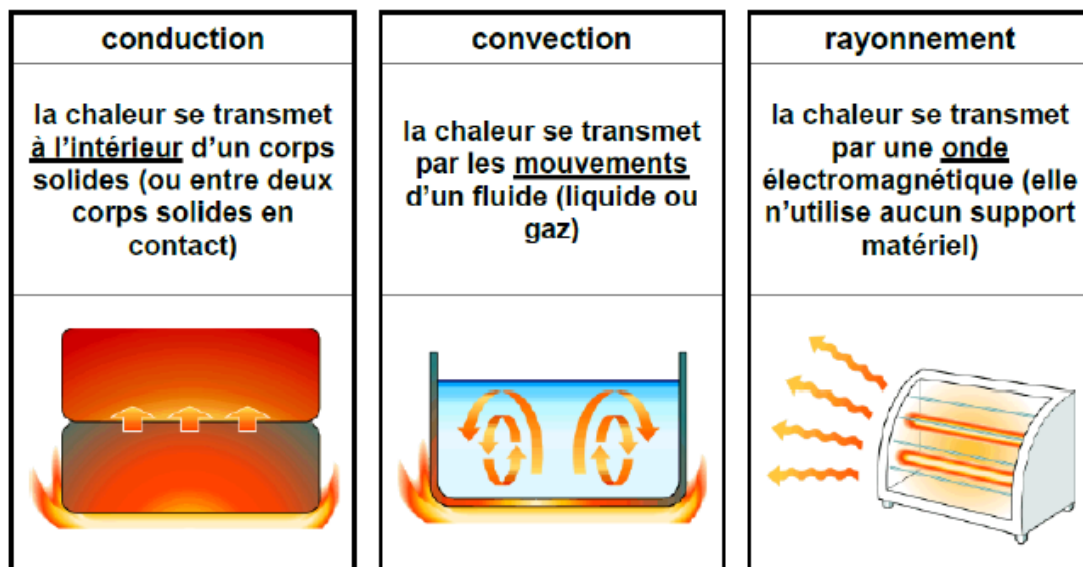 conduction
la chaleur se transmet
à l'intérieur d'un corps
solides (ou entre deux
corps solides en
contact)
convection
la chaleur se transmet
par les mouvements
d'un fluide (liquide ou
gaz)
rayonnement
la chaleur se transmet
par une onde
électromagnétique (elle
n'utilise aucun support
matériel)